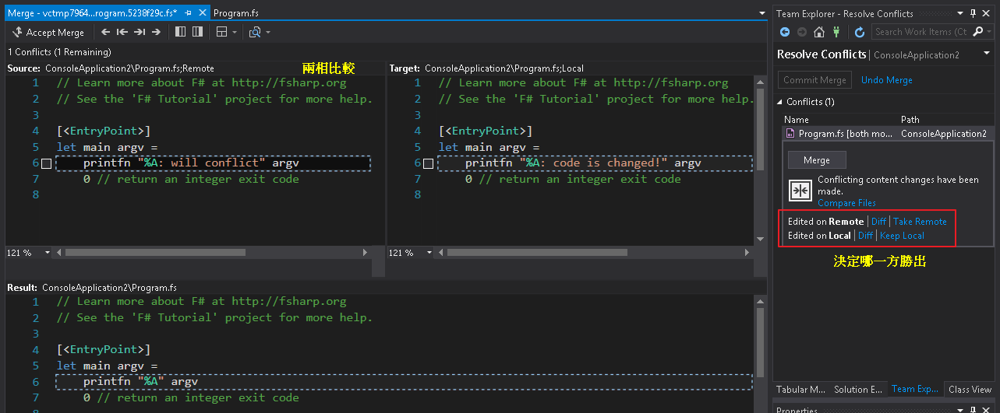 Merge - vctmp7964...rogram.5238f29c.fs* Program.fs
Accept Merge
1 Conflicts (1 Remaining)
Source: ConsoleApplication2\Program.fs;Remote 兩相比較
1 // Learn more about F# at http://fsharp.org
2 // See the 'F# Tutorial' project for more help.
3
4 [<EntryPoint>]
5 let main argv =
6 printfn "%A: will conflict" argv
7 0 // return an integer exit code
8
121 %
Target: ConsoleApplication2\Program.fs;Local
1 // Learn more about F# at http://fsharp.org
2 // See the 'F# Tutorial' project for more help.
3
4 [<EntryPoint>]
5 let main argv =
6 printfn "%A: code is changed!" argv
7 0 // return an integer exit code
8
121 %
Result: ConsoleApplication2\Program.fs
1 // Learn more about F# at http://fsharp.org
2 // See the 'F# Tutorial' project for more help.
3
4 [<EntryPoint>]
5 let main argv =
6 printfn "%A" argv
7 0 // return an integer exit code
8
Team Explorer - Resolve Conflicts
Search Work Items (Ct
Resolve Conflicts | ConsoleApplication2
Commit Merge Undo Merge
Conflicts (1)
Name Path
Program.fs [both mo... ConsoleApplication2
Merge
Conflicting content changes have been
made.
Compare Files
Edited on Remote | Diff | Take Remote
Edited on Local | Diff | Keep Local
決定哪一方勝出
Tabular M... Solution E... Team Exp... Class View
Properties